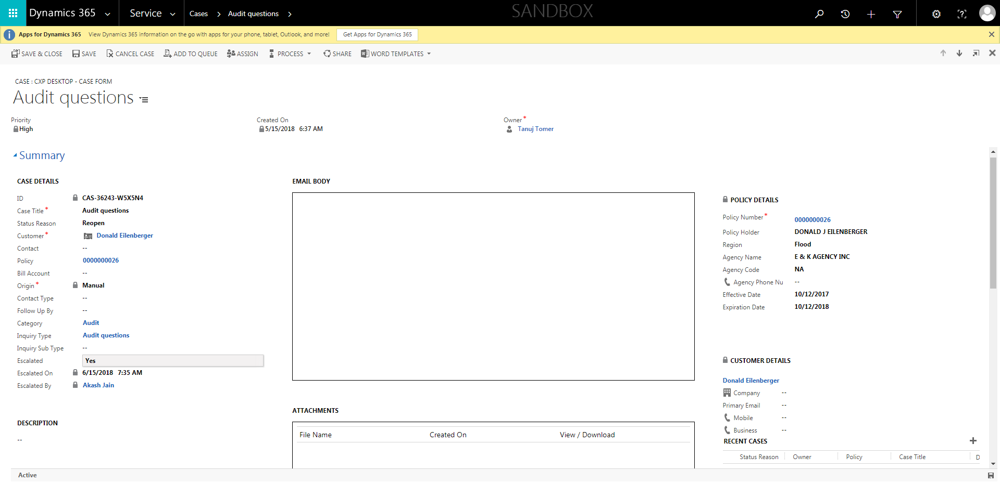 Dynamics 365
Service
Cases
Audit questions
SANDBOX
Apps for Dynamics 365 View Dynamics 365 information on the go with apps for your phone, tablet, Outlook, and more! Get Apps for Dynamics 365
SAVE & CLOSE SAVE CANCEL CASE ADD TO QUEUE ASSIGN PROCESS SHARE WORD TEMPLATES
CASE : CXP DESKTOP - CASE FORM
Audit questions
Priority
High
Created On
5/15/2018 6:37 AM
Owner*
Tanuj Tomer
Summary
CASE DETAILS
ID CAS-36243-W5X5N4
Case Title* Audit questions
Status Reason Reopen
Customer* Donald Eilenberger
Contact --
Policy 0000000026
Bill Account --
Origin* Manual
Contact Type --
Follow Up By --
Category Audit
Inquiry Type Audit questions
Inquiry Sub Type --
Escalated Yes
Escalated On 6/15/2018 7:35 AM
Escalated By Akash Jain
DESCRIPTION
--
EMAIL BODY
ATTACHMENTS
File Name Created On View / Download
POLICY DETAILS
Policy Number* 0000000026
Policy Holder DONALD J EILENBERGER
Region Flood
Agency Name E & K AGENCY INC
Agency Code NA
Agency Phone Nu --
Effective Date 10/12/2017
Expiration Date 10/12/2018
CUSTOMER DETAILS
Donald Eilenberger
Company --
Primary Email --
Mobile --
Business --
RECENT CASES
Status Reason Owner Policy Case Title D
Active